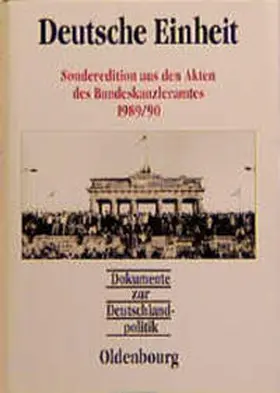 Deutsche Einheit
Sonderedition aus den Akten
des Bundeskanzleramtes
1989/90
Dokumente
zur
Deutschland-
politik
Oldenbourg